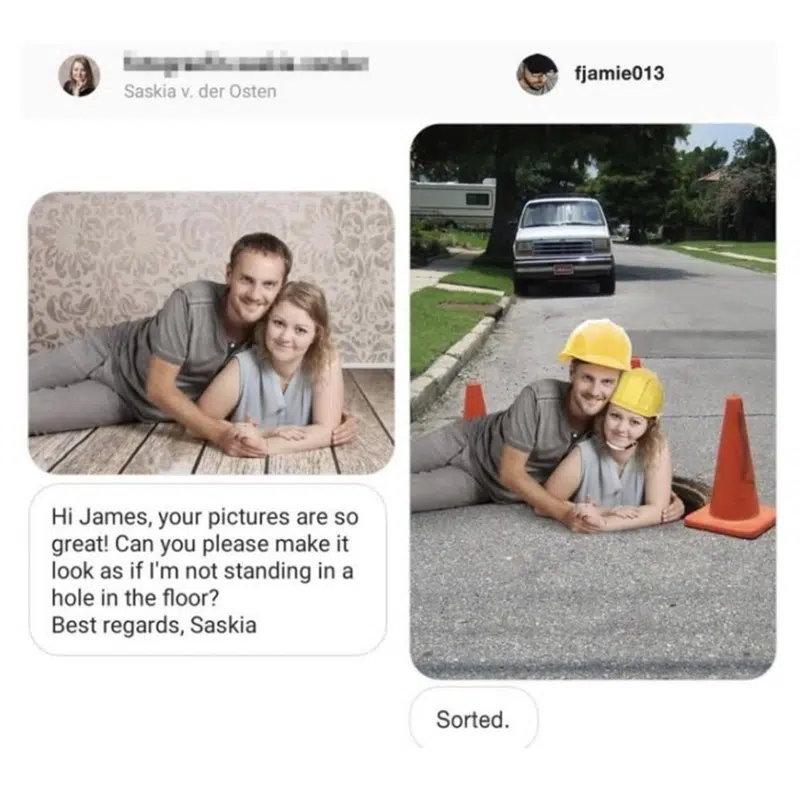 Saskia v. der Osten
fjamie013
Hi James, your pictures are so
great! Can you please make it
look as if I'm not standing in a
hole in the floor?
Best regards, Saskia
Sorted.